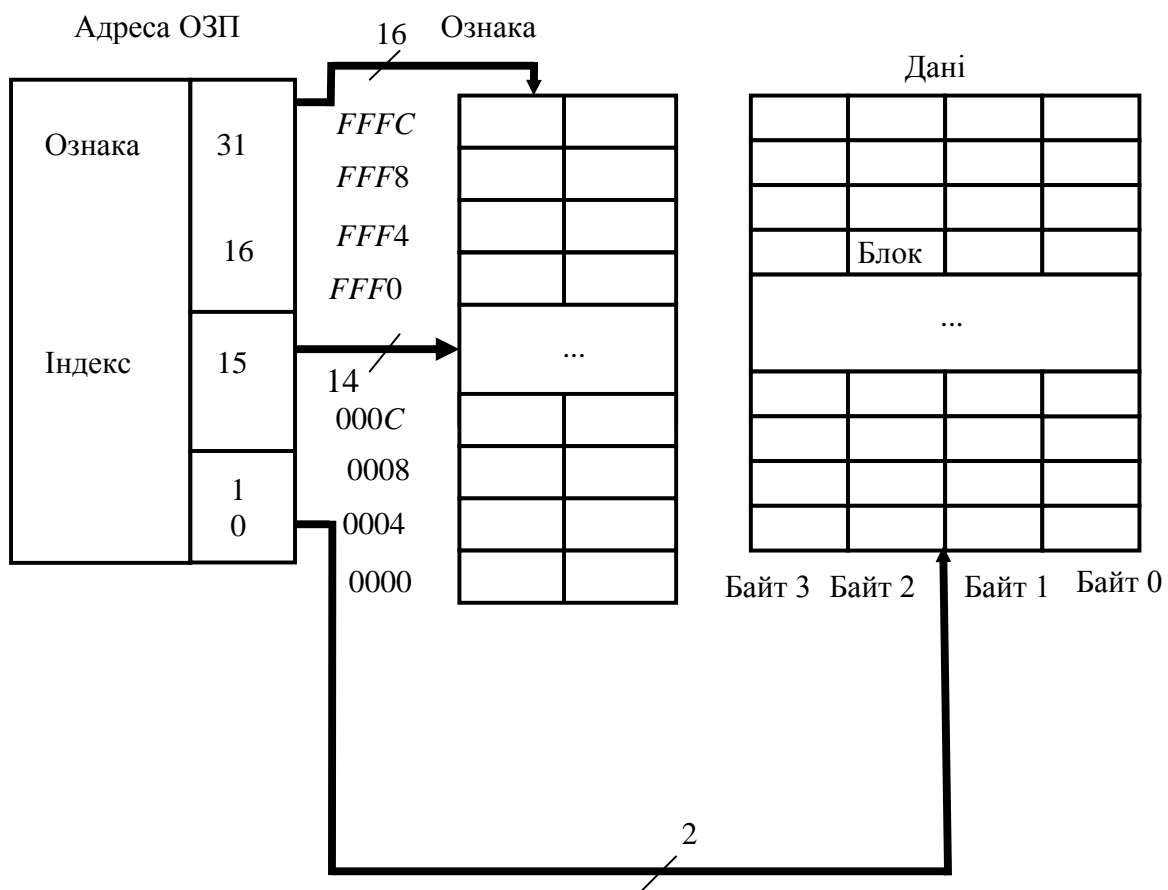 Адреса ОЗП
16
Ознака
Дані
Ознака
31
FFFC
FFF8
16
FFF4
Блок
FFF0
...
...
Індекс
15
14
000C
0008
1
0
0004
0000
Байт 3
Байт 2
Байт 1
Байт 0
2